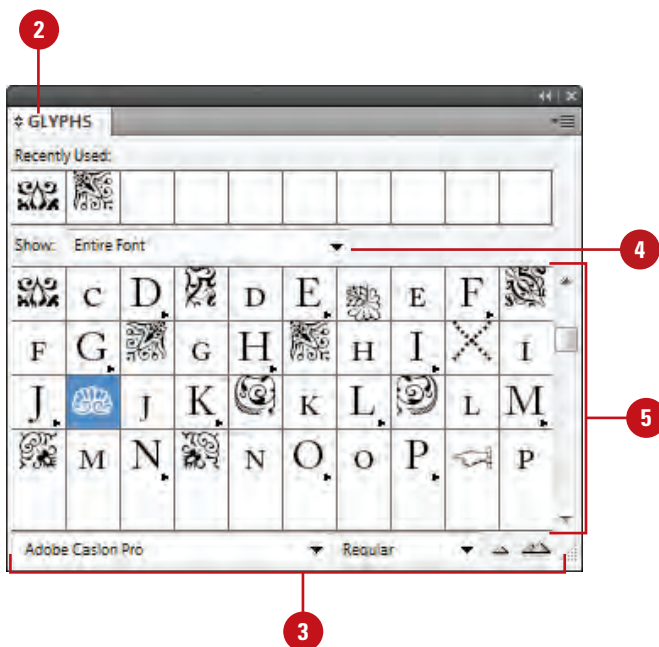 2
GLYPHS
Recently Used:
Show: Entire Font
4
C D D E E F
F G G H H I I
J J K K L L M
M N N O O P P
5
Adobe Caslon Pro Regular
3